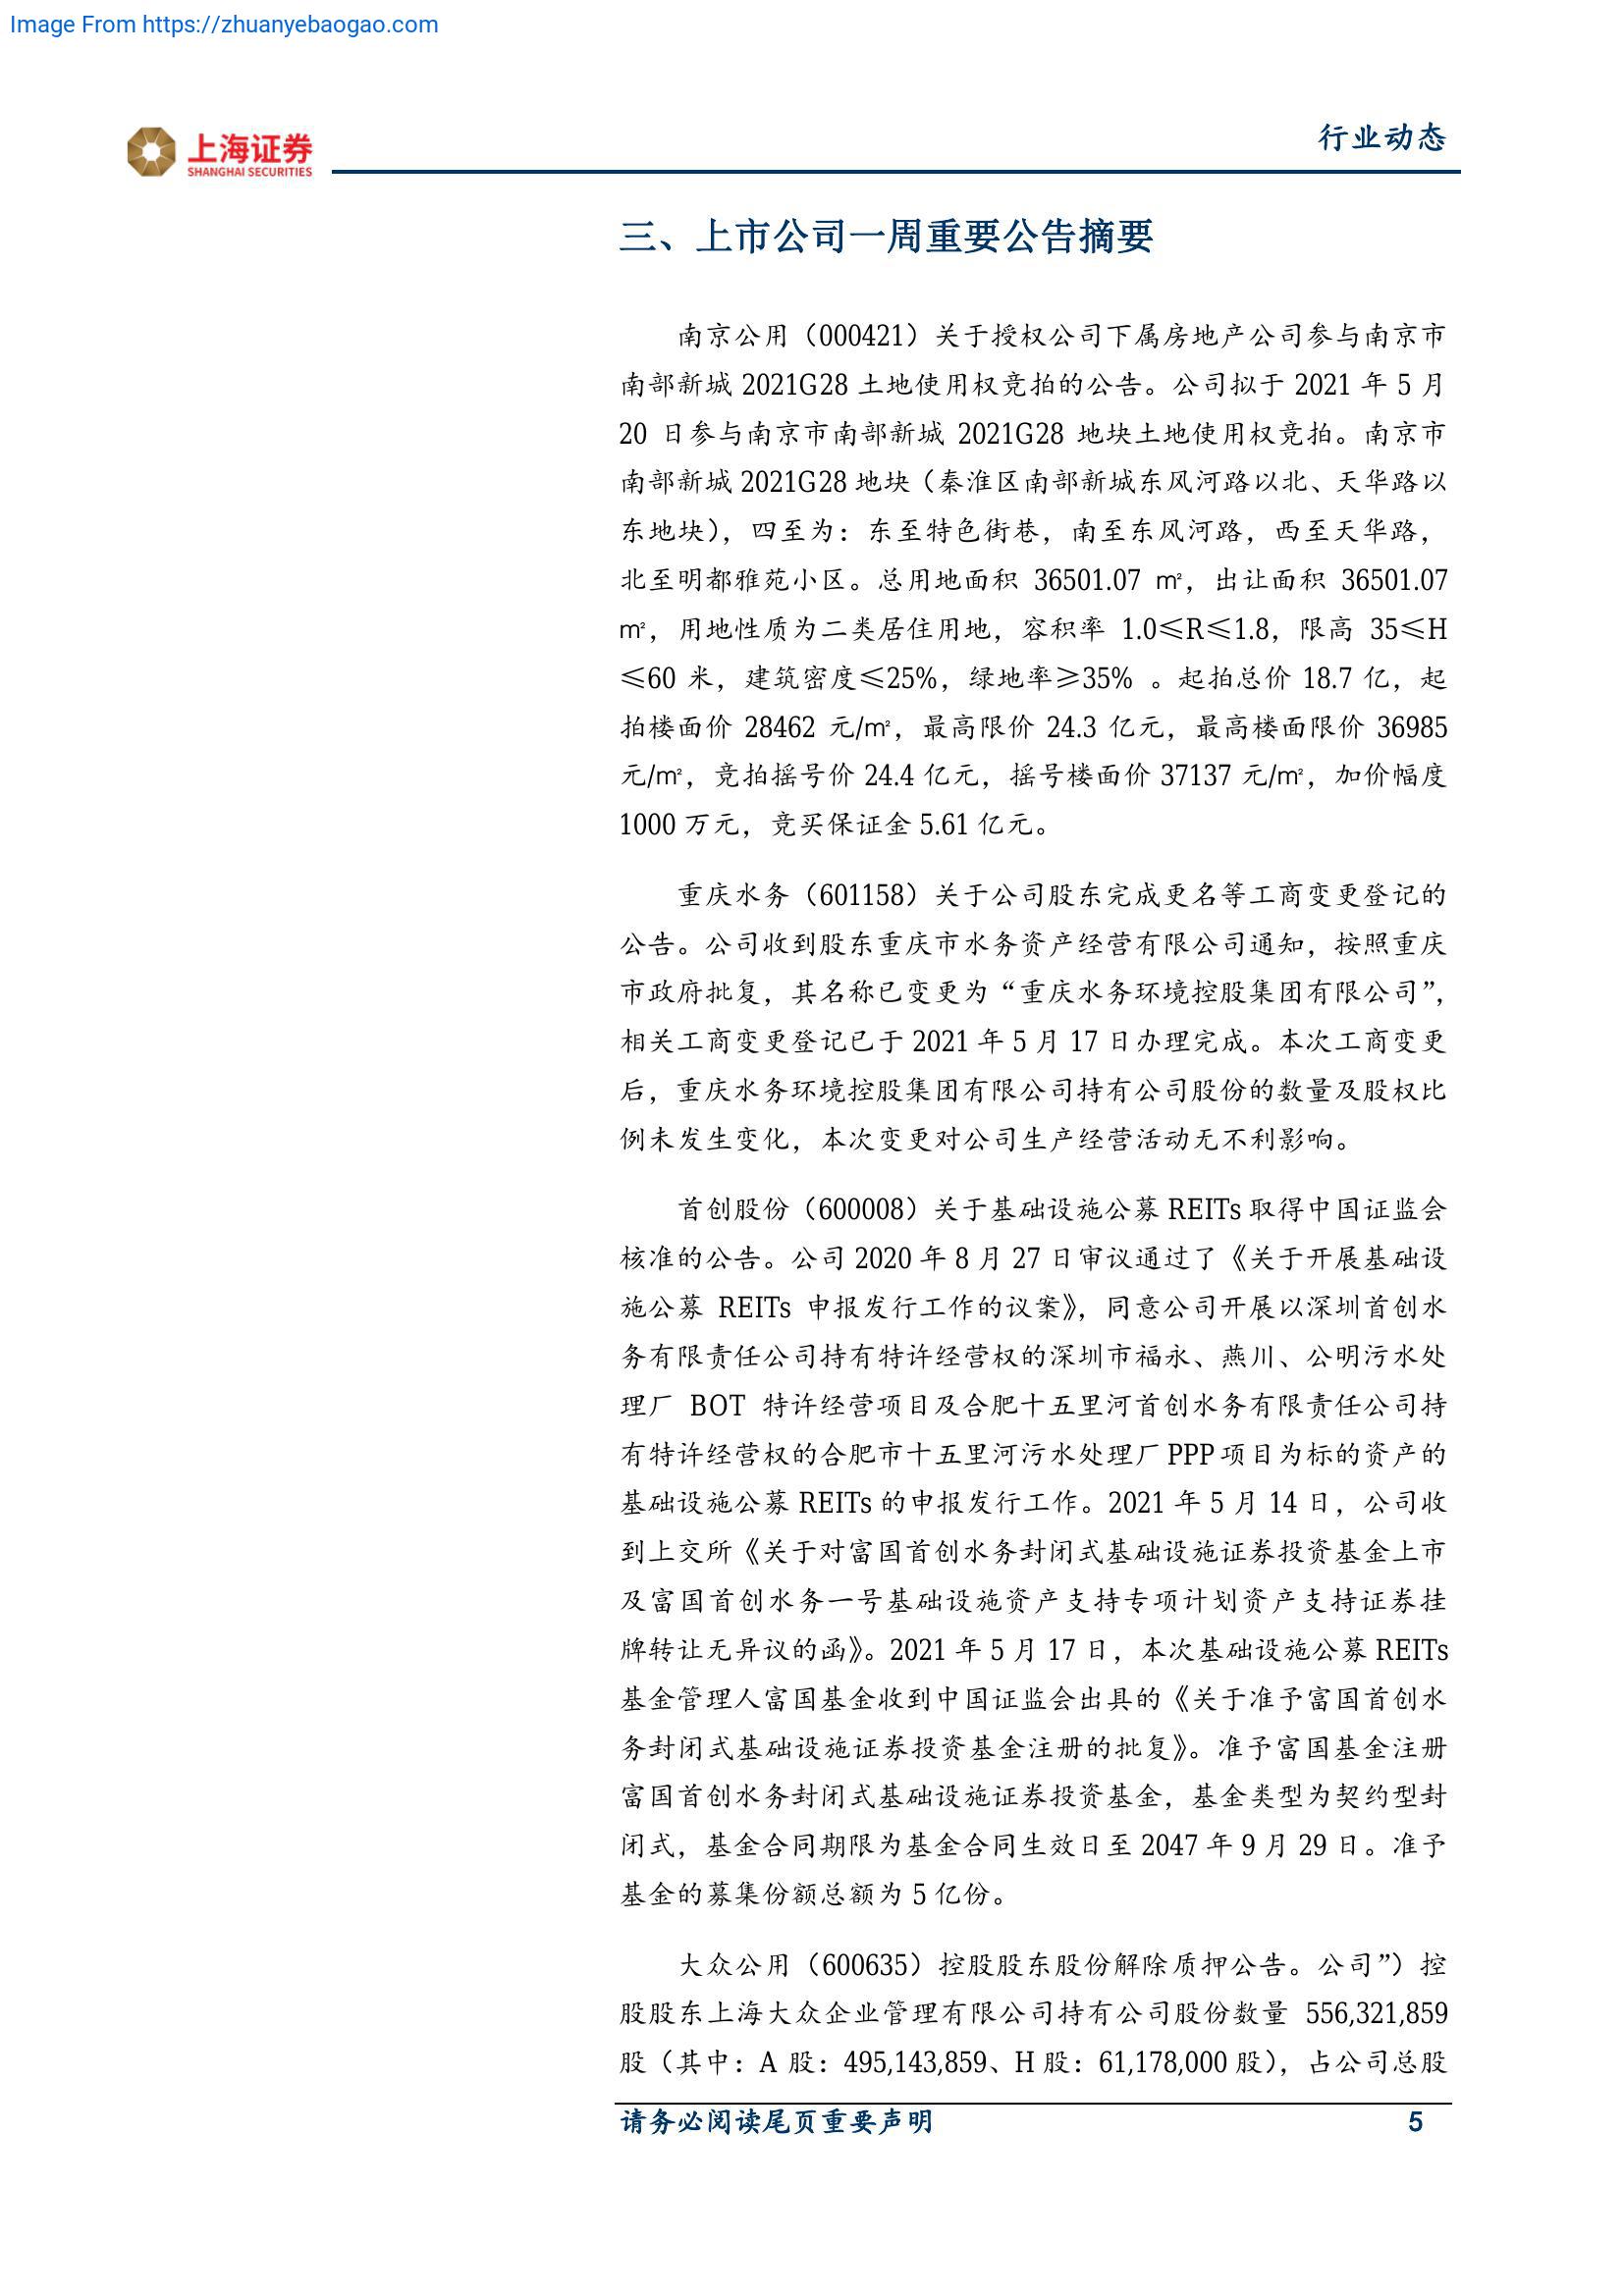 Image From https://zhuanyebaogao.com
上海证券
SHANGHAI SECURITIES
行业动态
三、上市公司一周重要公告摘要
南京公用（000421）关于授权公司下属房地产公司参与南京市
南部新城 2021G28 土地使用权竞拍的公告。公司拟于 2021 年 5 月
20 日参与南京市南部新城 2021G28 地块土地使用权竞拍。南京市
南部新城 2021G28 地块（秦淮区南部新城东风河路以北、天华路以
东地块），四至为：东至特色街巷，南至东风河路，西至天华路，
北至明都雅苑小区。总用地面积 36501.07 ㎡，出让面积 36501.07
㎡，用地性质为二类居住用地，容积率 1.0≤R≤1.8，限高 35≤H
≤60 米，建筑密度≤25%，绿地率≥35% 。起拍总价 18.7 亿，起
拍楼面价 28462 元/㎡，最高限价 24.3 亿元，最高楼面限价 36985
元/㎡，竞拍摇号价 24.4 亿元，摇号楼面价 37137 元/㎡，加价幅度
1000 万元，竞买保证金 5.61 亿元。
重庆水务（601158）关于公司股东完成更名等工商变更登记的
公告。公司收到股东重庆市水务资产经营有限公司通知，按照重庆
市政府批复，其名称已变更为“重庆水务环境控股集团有限公司”，
相关工商变更登记已于 2021 年 5 月 17 日办理完成。本次工商变更
后，重庆水务环境控股集团有限公司持有公司股份的数量及股权比
例未发生变化，本次变更对公司生产经营活动无不利影响。
首创股份（600008）关于基础设施公募 REITs 取得中国证监会
核准的公告。公司 2020 年 8 月 27 日审议通过了《关于开展基础设
施公募 REITs 申报发行工作的议案》，同意公司开展以深圳首创水
务有限责任公司持有特许经营权的深圳市福永、燕川、公明污水处
理厂 BOT 特许经营项目及合肥十五里河首创水务有限责任公司持
有特许经营权的合肥市十五里河污水处理厂 PPP 项目为标的资产的
基础设施公募 REITs 的申报发行工作。2021 年 5 月 14 日，公司收
到上交所《关于对富国首创水务封闭式基础设施证券投资基金上市
及富国首创水务一号基础设施资产支持专项计划资产支持证券挂
牌转让无异议的函》。2021 年 5 月 17 日，本次基础设施公募 REITs
基金管理人富国基金收到中国证监会出具的《关于准予富国首创水
务封闭式基础设施证券投资基金注册的批复》。准予富国基金注册
富国首创水务封闭式基础设施证券投资基金，基金类型为契约型封
闭式，基金合同期限为基金合同生效日至 2047 年 9 月 29 日。准予
基金的募集份额总额为 5 亿份。
大众公用（600635）控股股东股份解除质押公告。公司”）控
股股东上海大众企业管理有限公司持有公司股份数量 556,321,859
股（其中：A 股：495,143,859、H 股：61,178,000 股），占公司总股
请务必阅读尾页重要声明
5